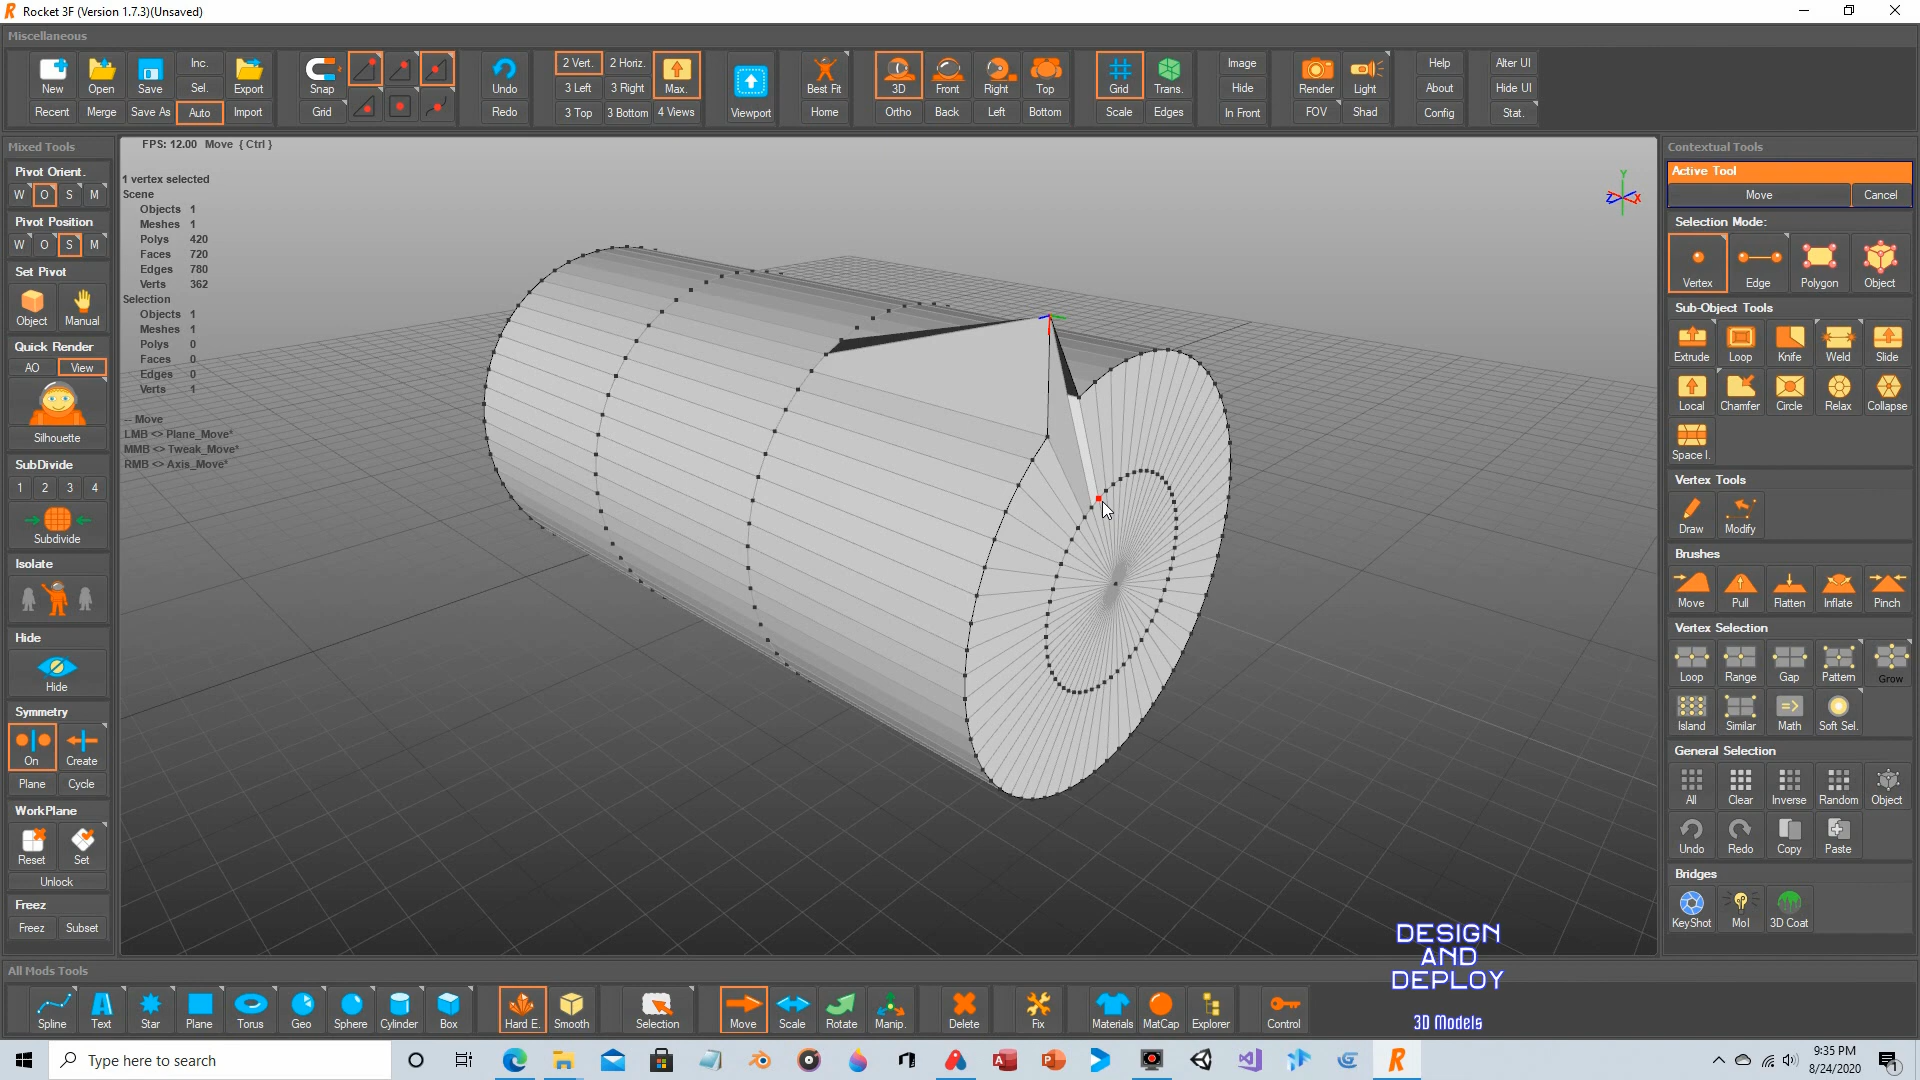 Rocket 3F (Version 1.7.3)(Unsaved)
Miscellaneous
New Open Save Inc. Sel. Export Snap Undo 2 Vert. 2 Horiz. Max. 3 Left 3 Right Viewport Best Fit 3D Front Right Top Grid Trans. Image Hide Render Light Help About Alter UI Hide UI
Recent Merge Save As Auto Import Grid Redo 3 Top 3 Bottom 4 Views Home Ortho Back Left Bottom Scale Edges In Front FOV Shad Config Stat.
Mixed Tools
Pivot Orient.
W O S M
Pivot Position
W O S M
Set Pivot
Object Manual
Quick Render
AO View
Silhouette
SubDivide
1 2 3 4
Subdivide
Isolate
Hide
Hide
Symmetry
On Create
Plane Cycle
WorkPlane
Reset Set
Unlock
Freez
Freez Subset
FPS: 12.00 Move { Ctrl }
1 vertex selected
Scene
Objects 1
Meshes 1
Polys 420
Faces 720
Edges 780
Verts 362
Selection
Objects 1
Meshes 1
Polys 0
Faces 0
Edges 0
Verts 1
-- Move
LMB <> Plane_Move*
MMB <> Tweak_Move*
RMB <> Axis_Move*
Y
Z X
DESIGN
AND
DEPLOY
3D Models
Contextual Tools
Active Tool
Move Cancel
Selection Mode:
Vertex Edge Polygon Object
Sub-Object Tools
Extrude Loop Knife Weld Slide
Local Chamfer Circle Relax Collapse
Space I.
Vertex Tools
Draw Modify
Brushes
Move Pull Flatten Inflate Pinch
Vertex Selection
Loop Range Gap Pattern Grow
Island Similar Math Soft Sel.
General Selection
All Clear Inverse Random Object
Undo Redo Copy Paste
Bridges
KeyShot MoI 3D Coat
All Mods Tools
Spline Text Star Plane Torus Geo Sphere Cylinder Box Hard E. Smooth Selection Move Scale Rotate Manip. Delete Fix Materials MatCap Explorer Control
Type here to search
9:35 PM
8/24/2020